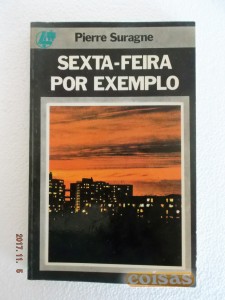 Pierre Suragne
SEXTA-FEIRA
POR EXEMPLO
2017. 11. 6
coisas